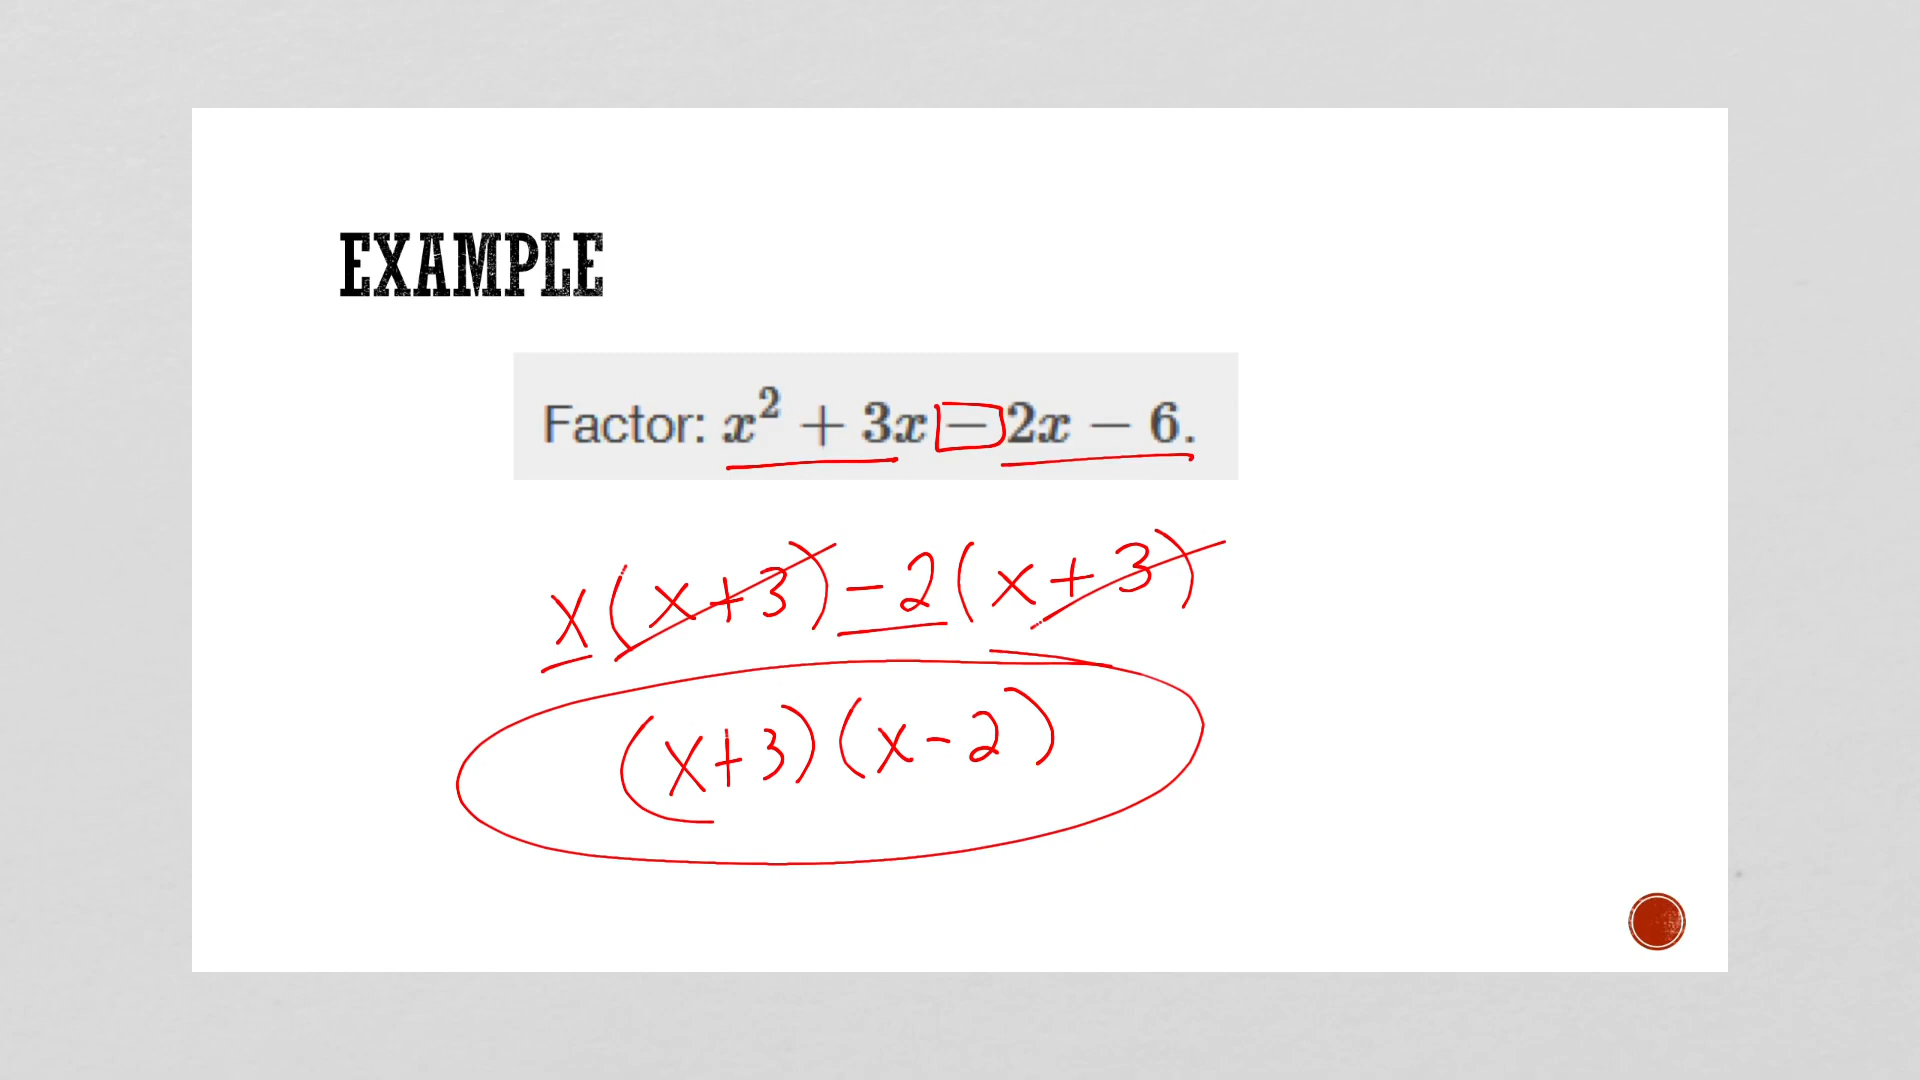 EXAMPLE
Factor: x² + 3x − 2x − 6.
x(x+3) −2(x+3)
(x+3)(x−2)